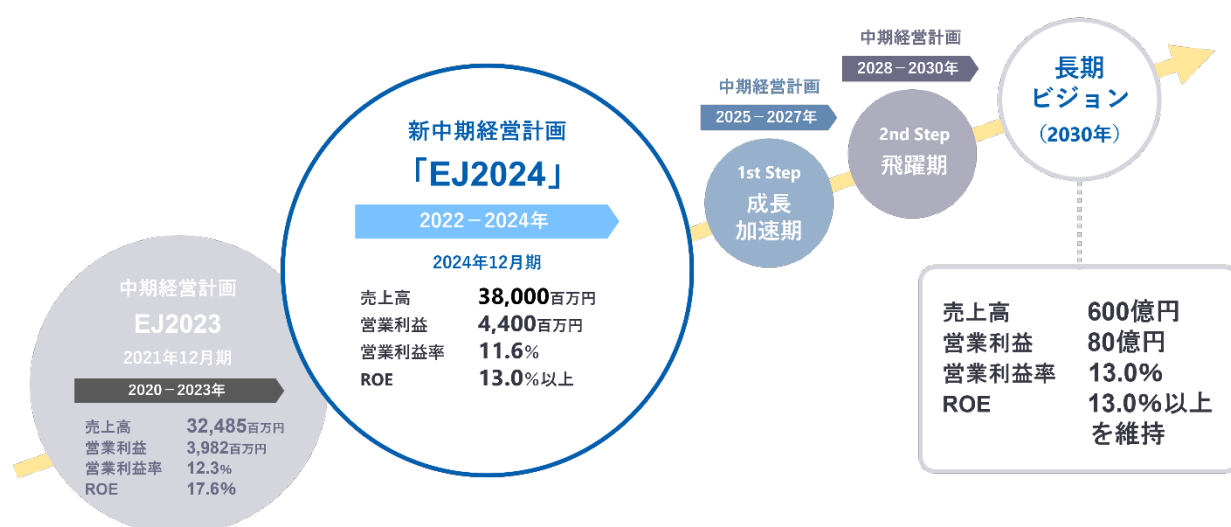 中期経営計画
EJ2023
2021年12月期
2020－2023年
売上高 32,485百万円
営業利益 3,982百万円
営業利益率 12.3%
ROE 17.6%
新中期経営計画
「EJ2024」
2022－2024年
2024年12月期
売上高 38,000百万円
営業利益 4,400百万円
営業利益率 11.6%
ROE 13.0%以上
中期経営計画
2025－2027年
1st Step
成長
加速期
中期経営計画
2028－2030年
2nd Step
飛躍期
長期
ビジョン
（2030年）
売上高 600億円
営業利益 80億円
営業利益率 13.0%
ROE 13.0%以上
を維持